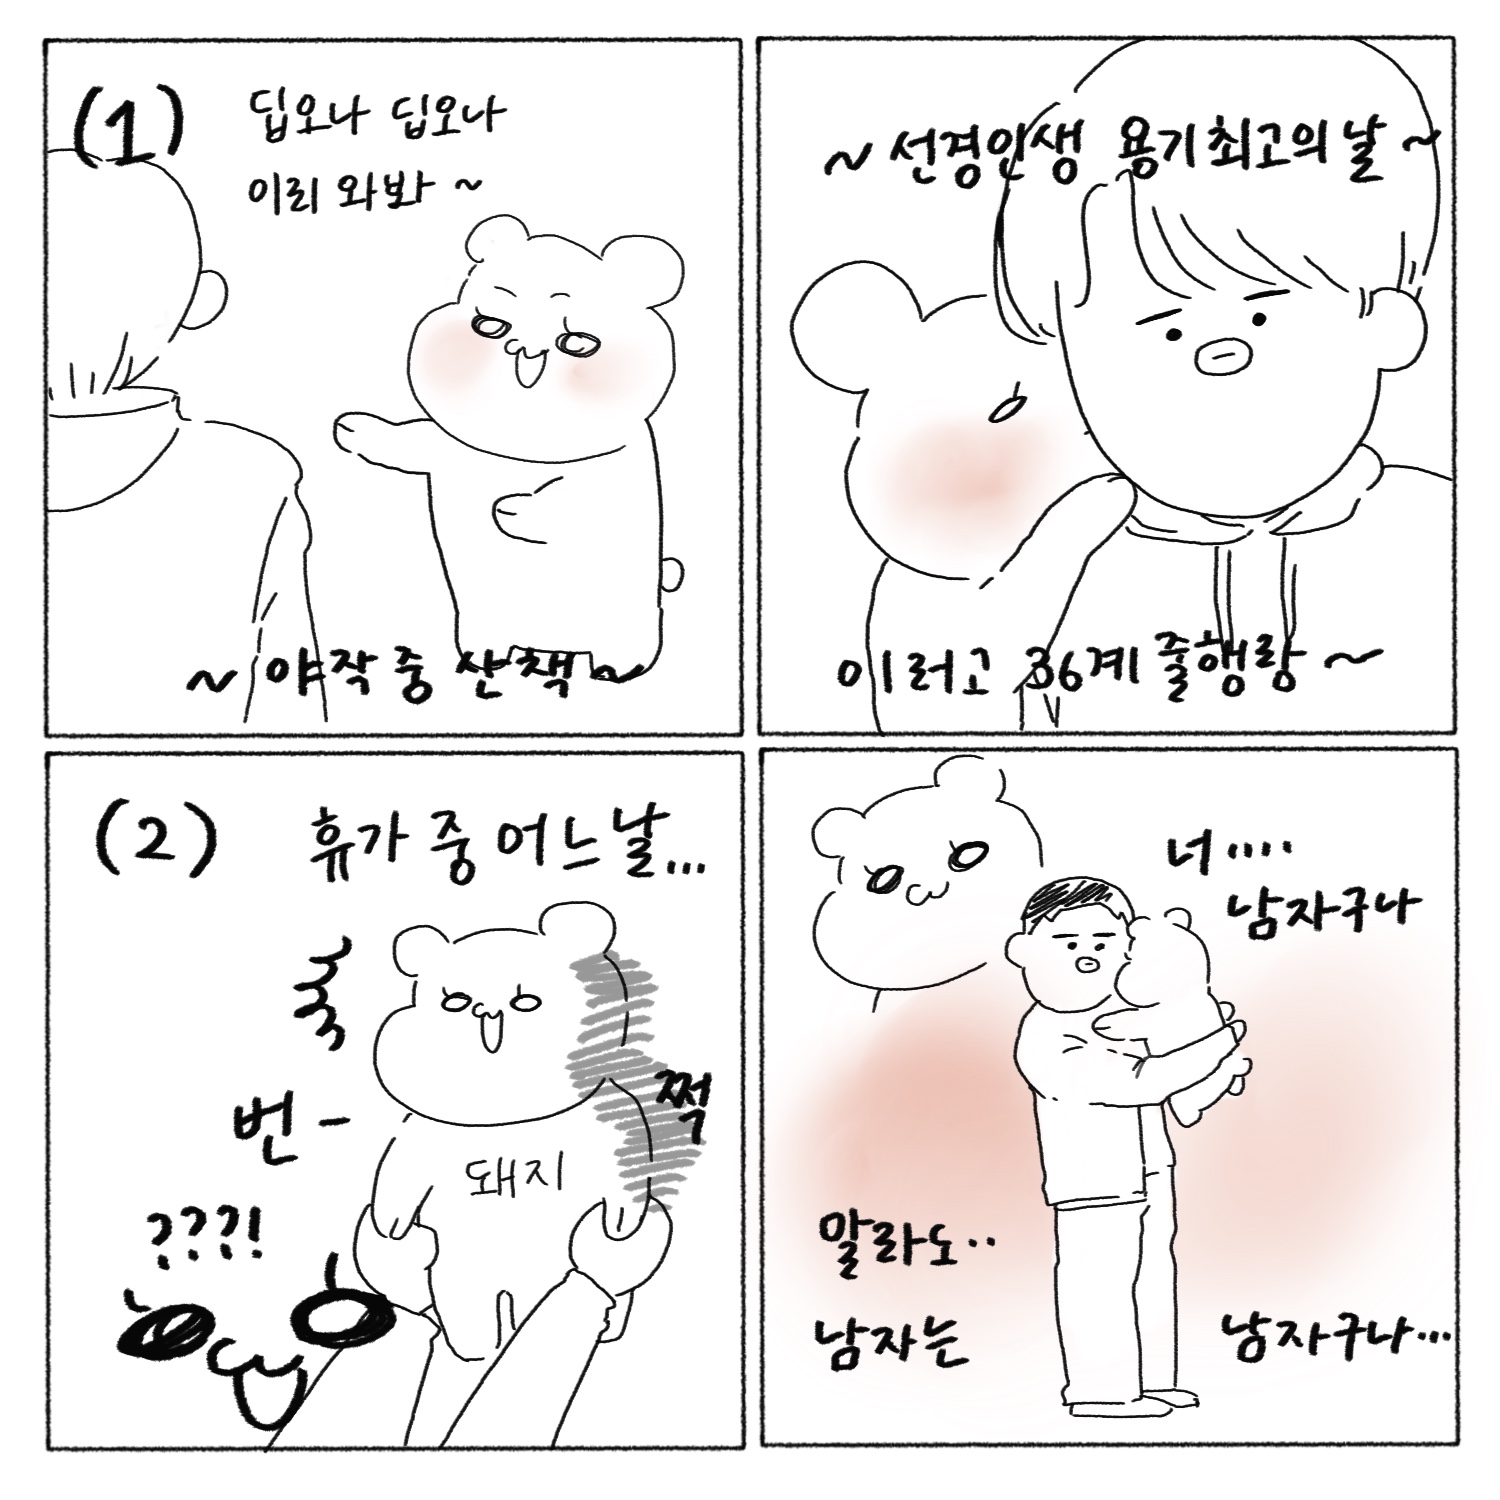 (1)
딥오나 딥오나
이리 와봐 ~
~ 야작 중 산책 ~
~ 선경인생 용기최고의 날 ~
이러고 36계 줄행랑 ~
(2)
휴가 중 어느날...
번 -
쩍
돼지
???!
너....
남자구나
말라도..
남자는
남자구나...